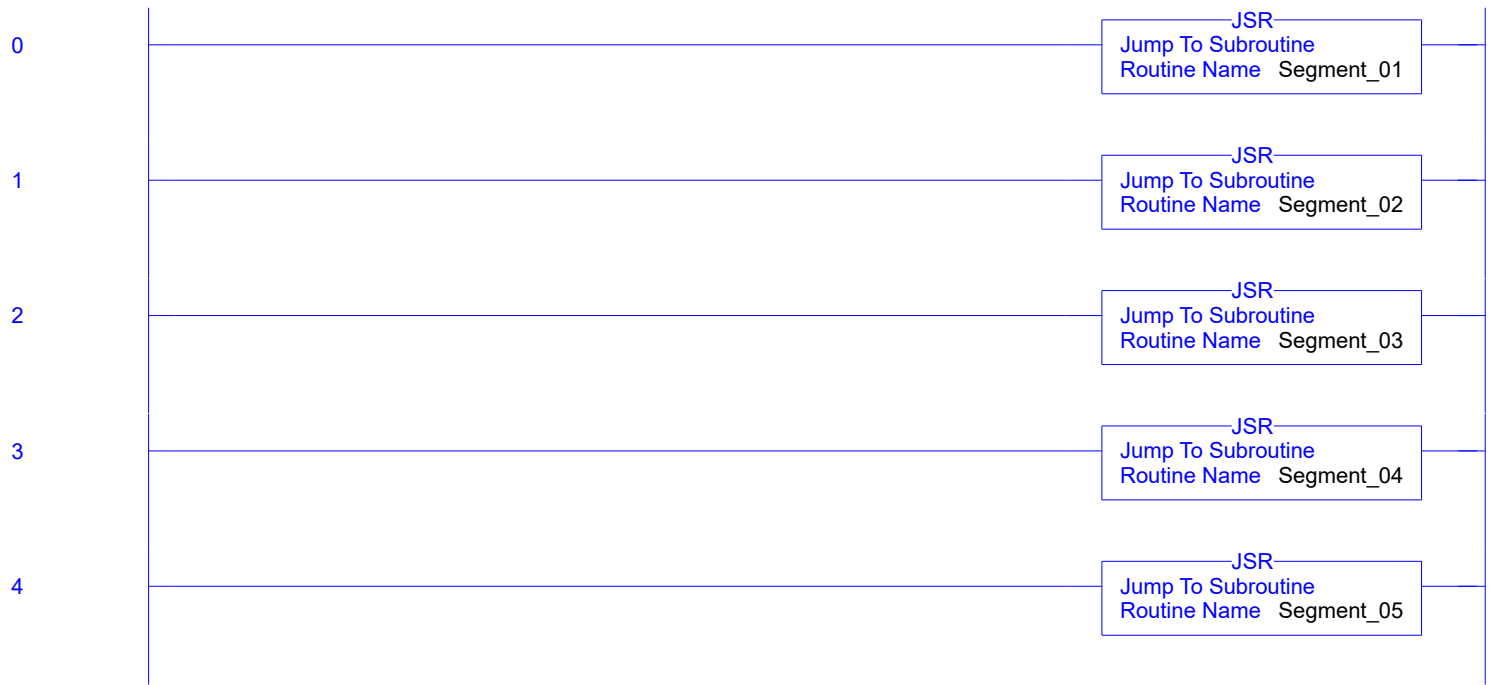 JSR
0
Jump To Subroutine
Routine Name Segment_01
JSR
1
Jump To Subroutine
Routine Name Segment_02
JSR
2
Jump To Subroutine
Routine Name Segment_03
JSR
3
Jump To Subroutine
Routine Name Segment_04
JSR
4
Jump To Subroutine
Routine Name Segment_05